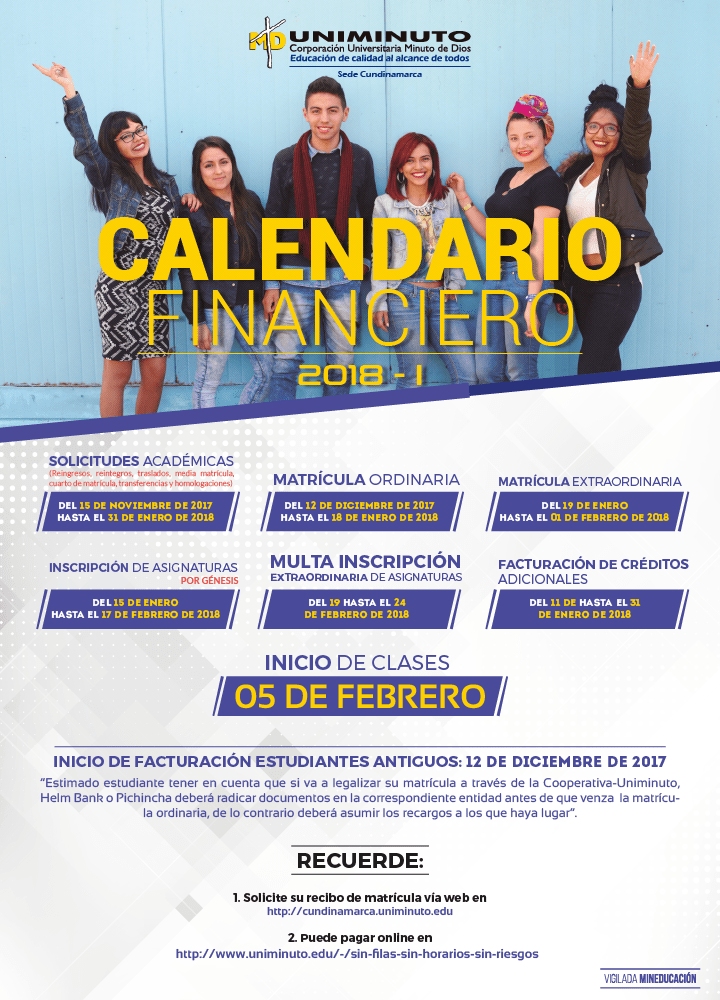 MD UNIMINUTO
Corporación Universitaria Minuto de Dios
Educación de calidad al alcance de todos
Sede Cundinamarca
CALENDARIO
FINANCIERO
2018 - I
SOLICITUDES ACADÉMICAS
(Reingresos, reintegros, traslados, media matrícula,
cuarto de matrícula, transferencias y homologaciones)
DEL 15 DE NOVIEMBRE DE 2017
HASTA EL 31 DE ENERO DE 2018
MATRÍCULA ORDINARIA
DEL 12 DE DICIEMBRE DE 2017
HASTA EL 18 DE ENERO DE 2018
MATRÍCULA EXTRAORDINARIA
DEL 19 DE ENERO
HASTA EL 01 DE FEBRERO DE 2018
INSCRIPCIÓN DE ASIGNATURAS
POR GÉNESIS
DEL 15 DE ENERO
HASTA EL 17 DE FEBRERO DE 2018
MULTA INSCRIPCIÓN
EXTRAORDINARIA DE ASIGNATURAS
DEL 19 HASTA EL 24
DE FEBRERO DE 2018
FACTURACIÓN DE CRÉDITOS
ADICIONALES
DEL 11 DE HASTA EL 31
DE ENERO DE 2018
INICIO DE CLASES
05 DE FEBRERO
INICIO DE FACTURACIÓN ESTUDIANTES ANTIGUOS: 12 DE DICIEMBRE DE 2017
“Estimado estudiante tener en cuenta que si va a legalizar su matrícula a través de la Cooperativa-Uniminuto,
Helm Bank o Pichincha deberá radicar documentos en la correspondiente entidad antes de que venza la matrícu-
la ordinaria, de lo contrario deberá asumir los recargos a los que haya lugar”.
RECUERDE:
1. Solicite su recibo de matrícula vía web en
http://cundinamarca.uniminuto.edu
2. Puede pagar online en
http://www.uniminuto.edu/-/sin-filas-sin-horarios-sin-riesgos
VIGILADA MINEDUCACIÓN